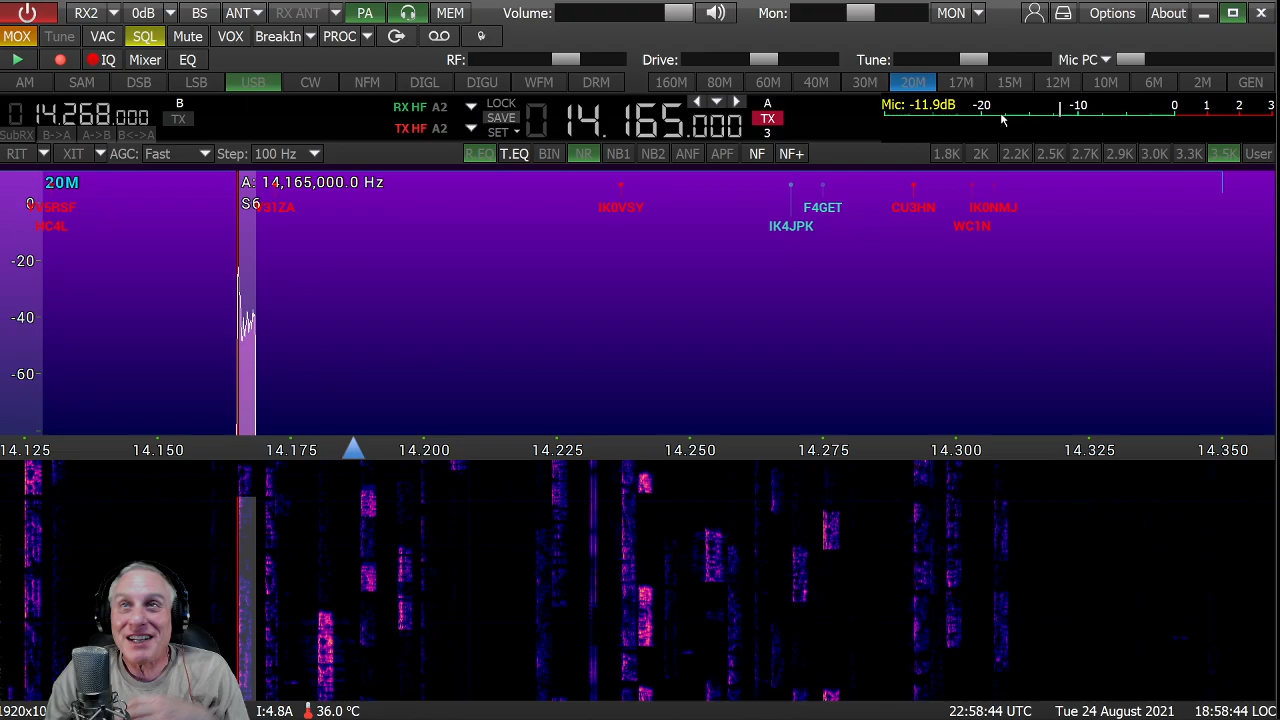 RX2 0dB BS ANT RX ANT PA MEM Volume: Mon: MON Options About
MOX Tune VAC SQL Mute VOX BreakIn PROC
IQ Mixer EQ RF: Drive: Tune: Mic PC
AM SAM DSB LSB USB CW NFM DIGL DIGU WFM DRM 160M 80M 60M 40M 30M 20M 17M 15M 12M 10M 6M 2M GEN
0 14.268.000 B TX RX HF A2 LOCK 0 14.165.000 A Mic: -11.9dB -20 -10 0 1 2 3
SAVE TX
TX HF A2 SET 3
SubRX B->A A->B B<->A
RIT XIT AGC: Fast Step: 100 Hz R.EQ T.EQ BIN NR NB1 NB2 ANF APF NF NF+ 1.8K 2K 2.2K 2.5K 2.7K 2.9K 3.0K 3.3K 3.5K User
20M A: 14,165,000.0 Hz
0 S6 IK0VSY F4GET CU3HN IK0NMJ
HC4L IK4JPK WC1N
-20
-40
-60
14.125 14.150 14.175 14.200 14.225 14.250 14.275 14.300 14.325 14.350
1920x10 I:4.8A 36.0 °C 22:58:44 UTC Tue 24 August 2021 18:58:44 LOC